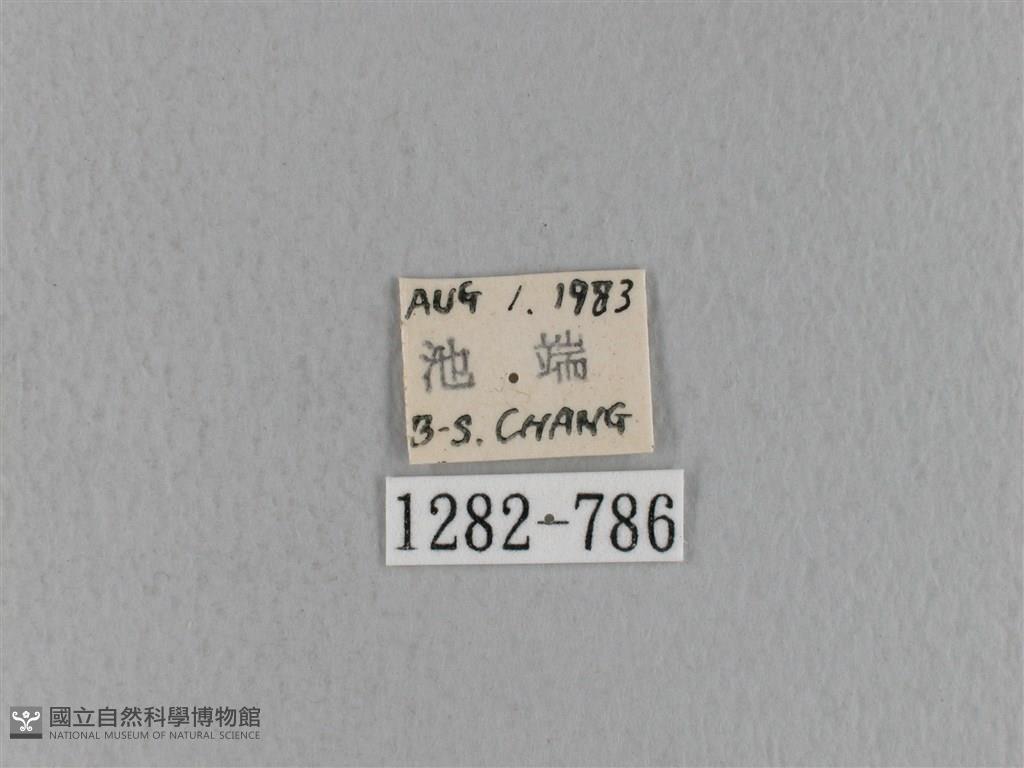 AUG 1. 1983
池 端
B-S. CHANG
1282-786
國立自然科學博物館
NATIONAL MUSEUM OF NATURAL SCIENCE